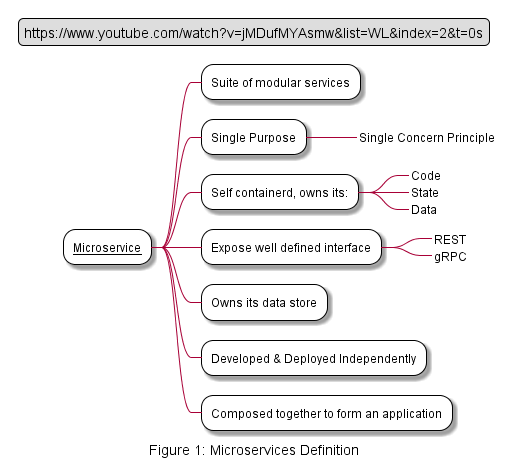 https://www.youtube.com/watch?v=jMDufMYAsmw&list=WL&index=2&t=0s
Suite of modular services
Single Purpose
Single Concern Principle
Self containerd, owns its:
Code
State
Data
Microservice
Expose well defined interface
REST
gRPC
Owns its data store
Developed & Deployed Independently
Composed together to form an application
Figure 1: Microservices Definition